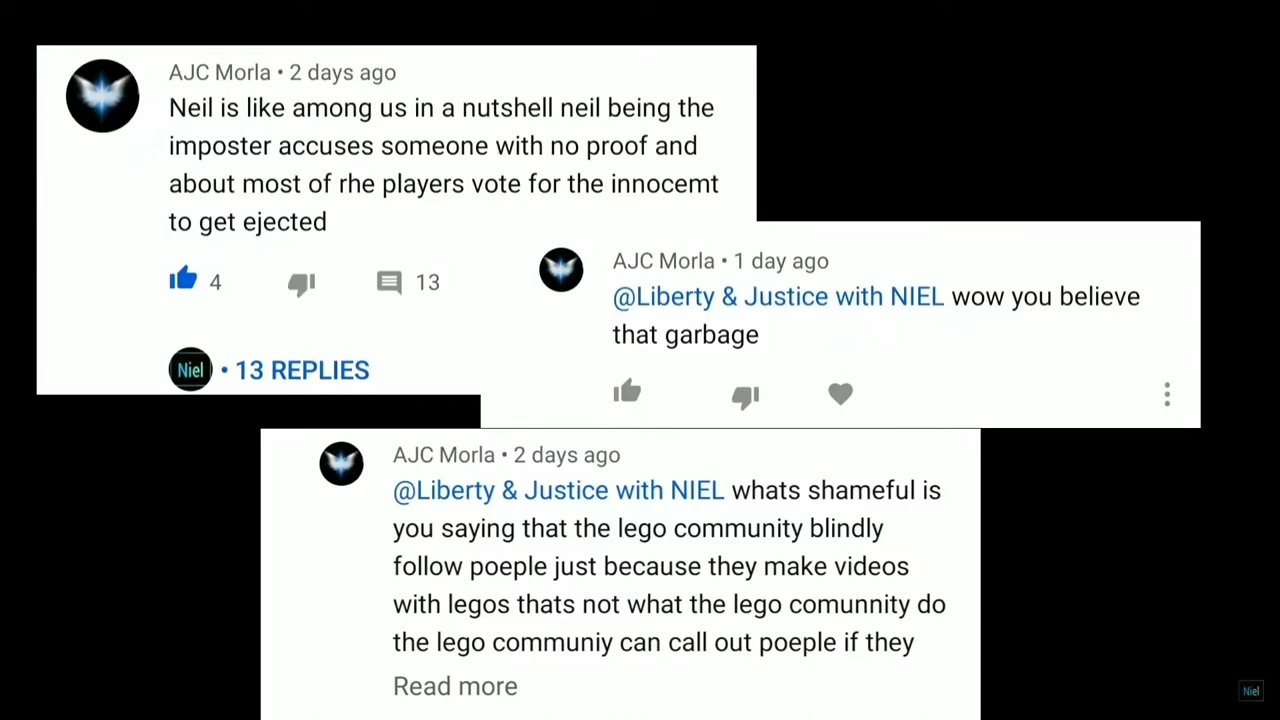 AJC Morla • 2 days ago
Neil is like among us in a nutshell neil being the
imposter accuses someone with no proof and
about most of rhe players vote for the innocemt
to get ejected
4
13
Niel • 13 REPLIES
AJC Morla • 1 day ago
@Liberty & Justice with NIEL wow you believe
that garbage
AJC Morla • 2 days ago
@Liberty & Justice with NIEL whats shameful is
you saying that the lego community blindly
follow poeple just because they make videos
with legos thats not what the lego comunnity do
the lego communiy can call out poeple if they
Read more
Niel